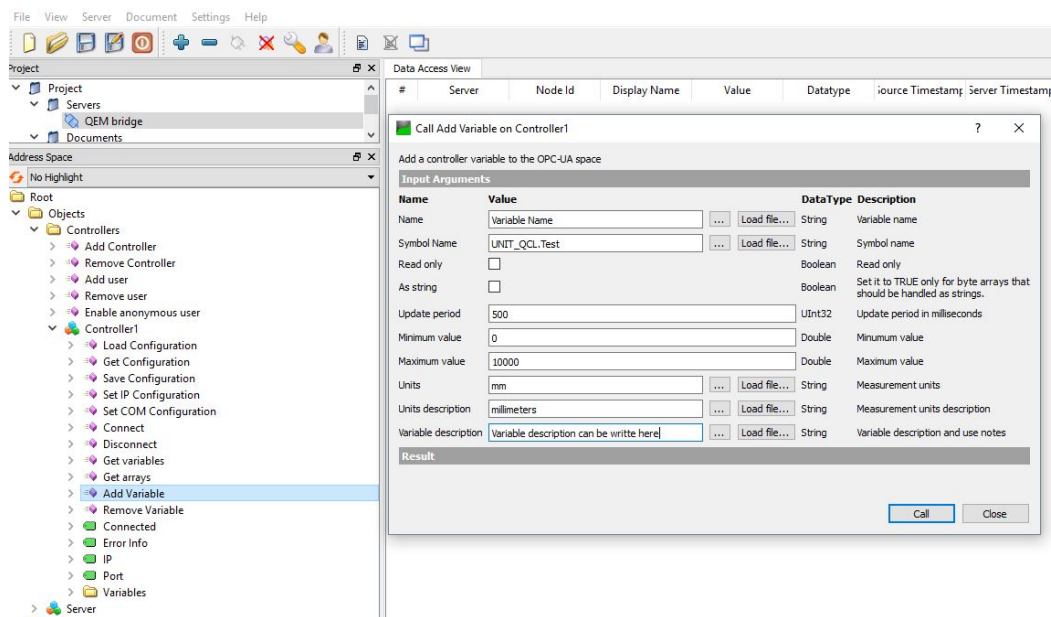 File View Server Document Settings Help
Project
Project
Servers
QEM bridge
Documents
Address Space
No Highlight
Root
Objects
Controllers
Add Controller
Remove Controller
Add user
Remove user
Enable anonymous user
Controller1
Load Configuration
Get Configuration
Save Configuration
Set IP Configuration
Set COM Configuration
Connect
Disconnect
Get variables
Get arrays
Add Variable
Remove Variable
Connected
Error Info
IP
Port
Variables
Server
Data Access View
# Server Node Id Display Name Value Datatype Source Timestamp Server Timestamp
Call Add Variable on Controller1 ? ×
Add a controller variable to the OPC-UA space
Input Arguments
Name Value DataType Description
Name Variable Name ... Load file... String Variable name
Symbol Name UNIT_QCL.Test ... Load file... String Symbol name
Read only Boolean Read only
As string Boolean Set it to TRUE only for byte arrays that
should be handled as strings.
Update period 500 UInt32 Update period in milliseconds
Minimum value 0 Double Minumum value
Maximum value 10000 Double Maximum value
Units mm ... Load file... String Measurement units
Units description millimeters ... Load file... String Measurement units description
Variable description Variable description can be writte here ... Load file... String Variable description and use notes
Result
Call Close